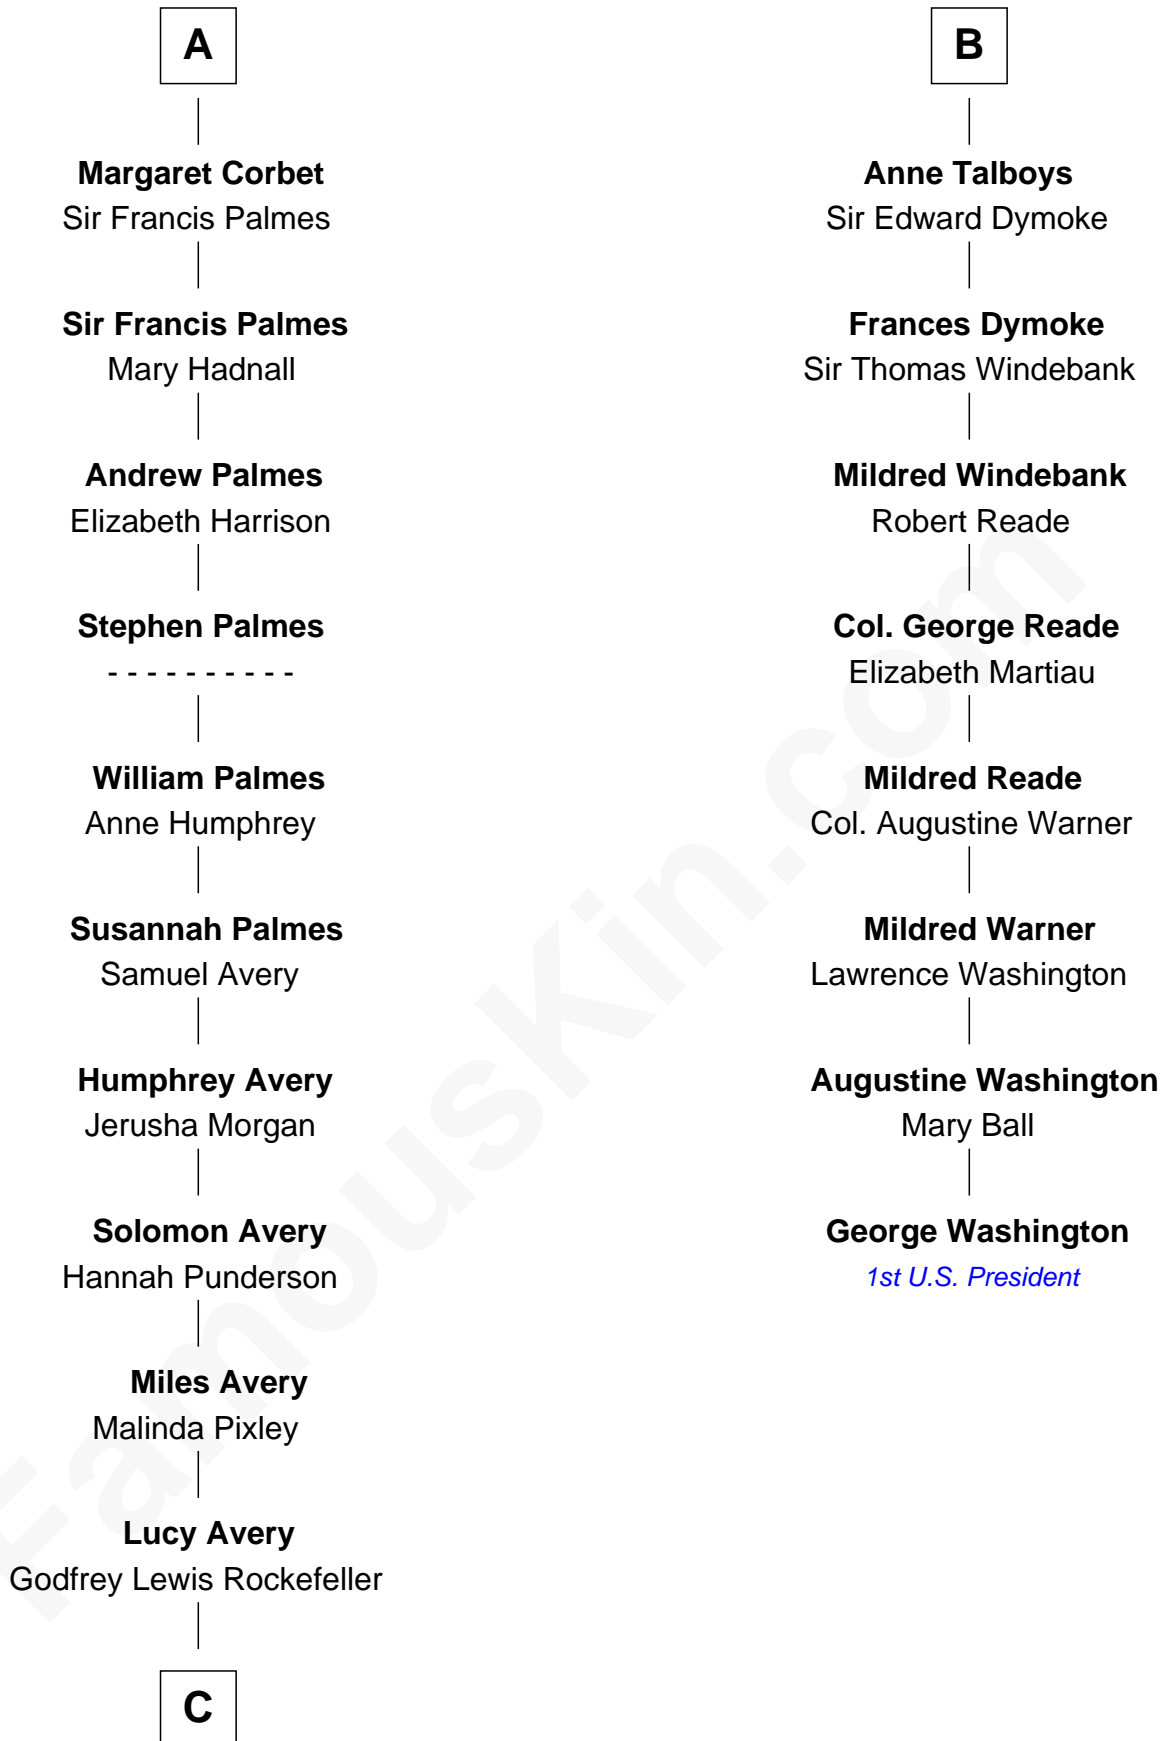 A
Margaret Corbet
Sir Francis Palmes
Sir Francis Palmes
Mary Hadnall
Andrew Palmes
Elizabeth Harrison
Stephen Palmes
- - - - - - - - - -
William Palmes
Anne Humphrey
Susannah Palmes
Samuel Avery
Humphrey Avery
Jerusha Morgan
Solomon Avery
Hannah Punderson
Miles Avery
Malinda Pixley
Lucy Avery
Godfrey Lewis Rockefeller
C
B
Anne Talboys
Sir Edward Dymoke
Frances Dymoke
Sir Thomas Windebank
Mildred Windebank
Robert Reade
Col. George Reade
Elizabeth Martiau
Mildred Reade
Col. Augustine Warner
Mildred Warner
Lawrence Washington
Augustine Washington
Mary Ball
George Washington
1st U.S. President
FamousKin.com